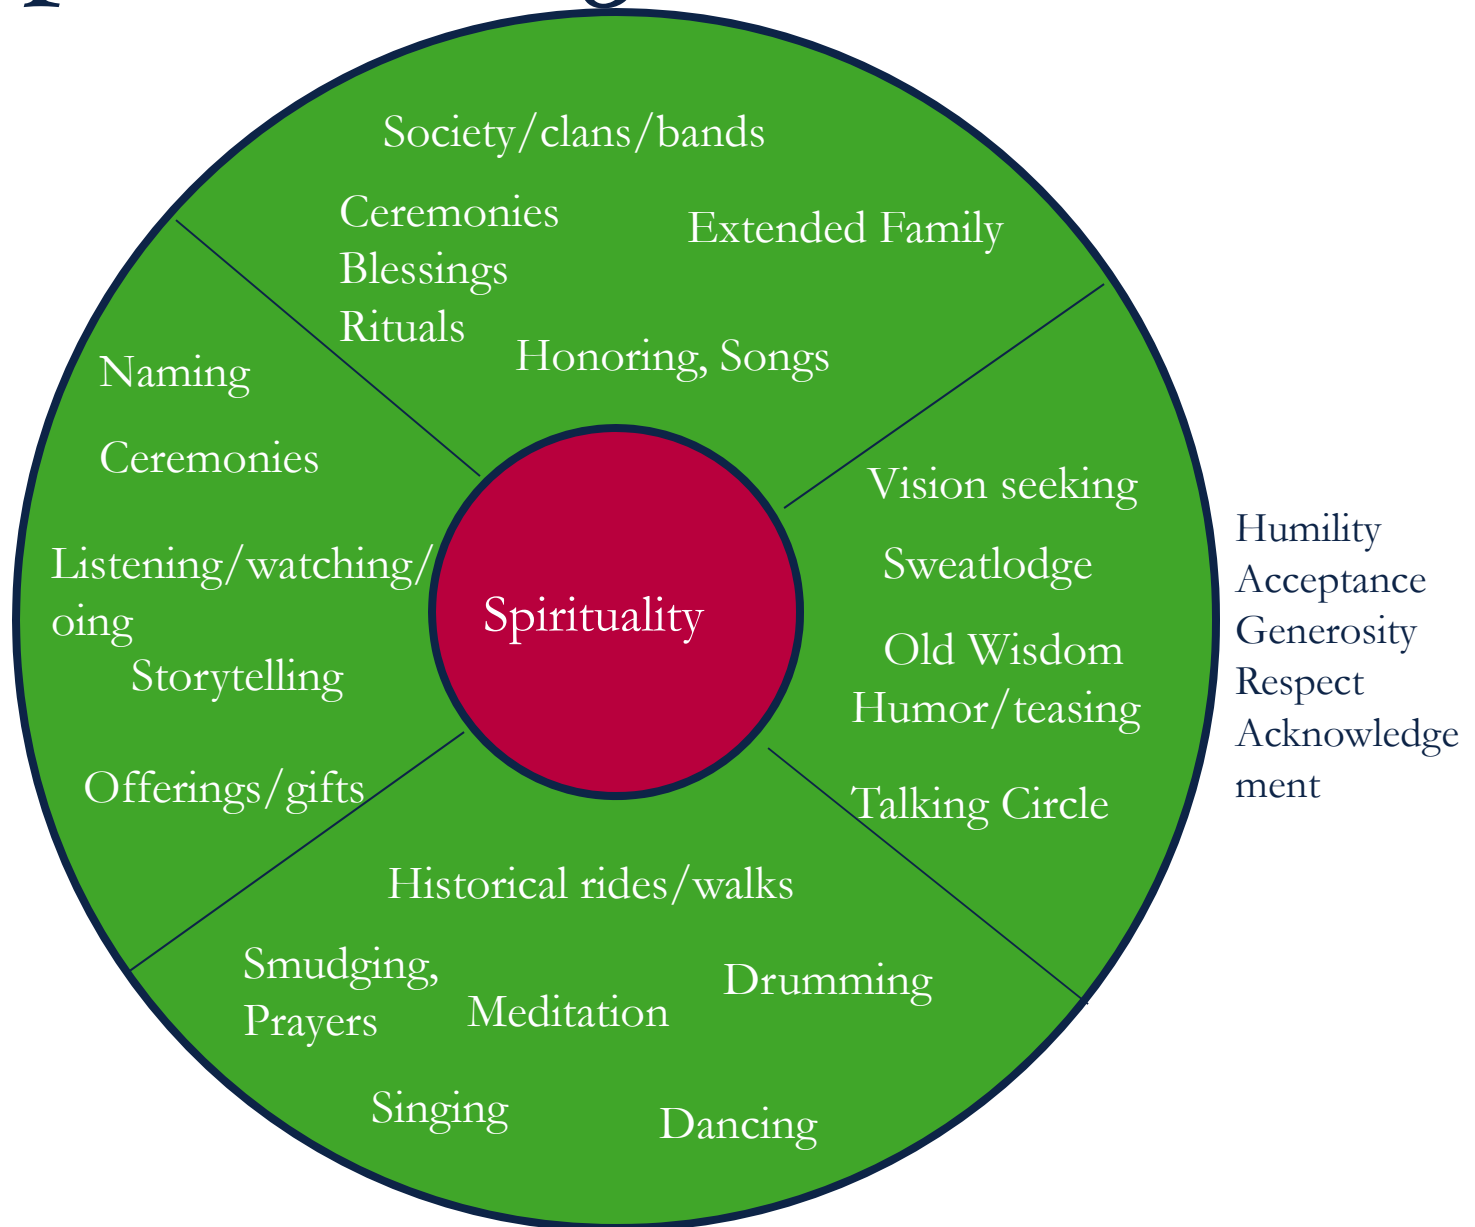 Society/clans/bands
Ceremonies
Blessings
Rituals
Extended Family
Honoring, Songs
Naming
Ceremonies
Listening/watching/
oing
Storytelling
Offerings/gifts
Spirituality
Vision seeking
Sweatlodge
Old Wisdom
Humor/teasing
Talking Circle
Historical rides/walks
Smudging,
Prayers
Meditation
Drumming
Singing
Dancing
Humility
Acceptance
Generosity
Respect
Acknowledge
ment